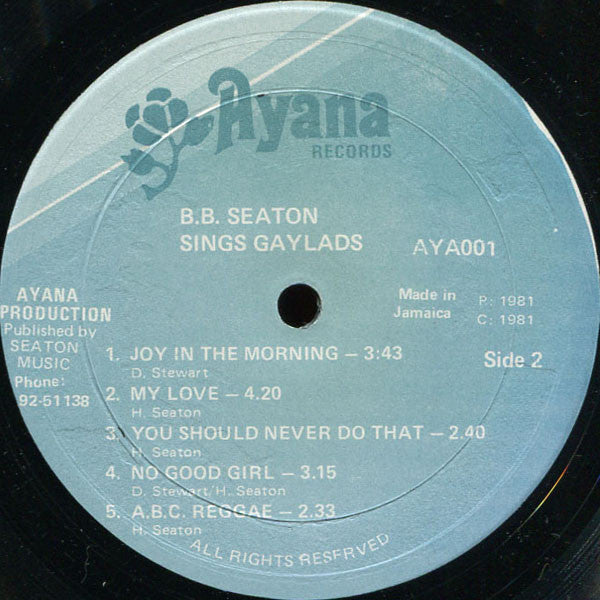 Ayana
RECORDS
B.B. SEATON
SINGS GAYLADS
AYA001
AYANA
PRODUCTION
Published by
SEATON
MUSIC
Phone:
92-51138
Made in
Jamaica
P: 1981
C: 1981
Side 2
1. JOY IN THE MORNING – 3:43
D. Stewart
2. MY LOVE – 4.20
H. Seaton
3. YOU SHOULD NEVER DO THAT – 2.40
H. Seaton
4. NO GOOD GIRL – 3.15
D. Stewart/H. Seaton
5. A.B.C. REGGAE – 2.33
H. Seaton
ALL RIGHTS RESERVED